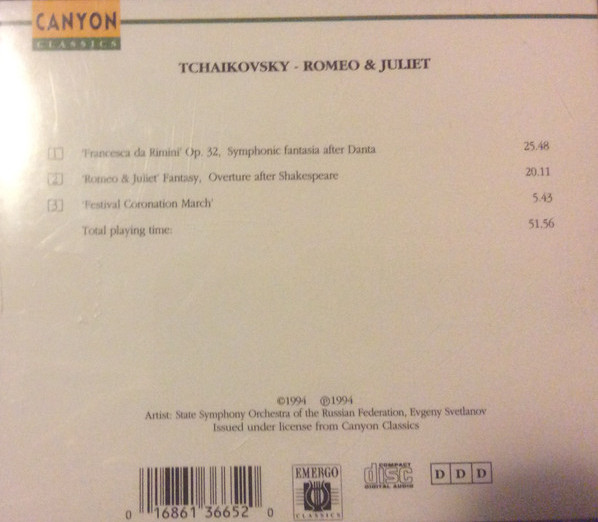 CANYON
CLASSICS
TCHAIKOVSKY - ROMEO & JULIET
1 'Francesca da Rimini' Op. 32, Symphonic fantasia after Danta 25.48
2 'Romeo & Juliet' Fantasy, Overture after Shakespeare 20.11
3 'Festival Coronation March' 5.43
Total playing time: 51.56
©1994 ℗1994
Artist: State Symphony Orchestra of the Russian Federation, Evgeny Svetlanov
Issued under license from Canyon Classics
0 16861 36652 0
EMERGO
CLASSICS
COMPACT
disc
DIGITAL AUDIO
D D D